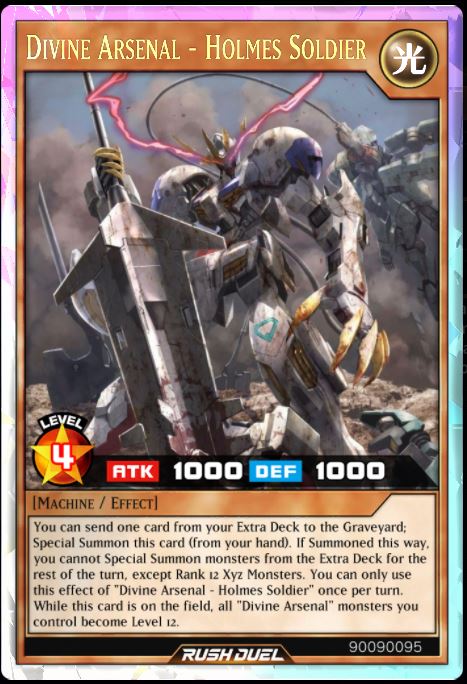 Divine Arsenal - Holmes Soldier
光
LEVEL
4
ATK 1000 DEF 1000
[Machine / Effect]
You can send one card from your Extra Deck to the Graveyard;
Special Summon this card (from your hand). If Summoned this way,
you cannot Special Summon monsters from the Extra Deck for the
rest of the turn, except Rank 12 Xyz Monsters. You can only use
this effect of "Divine Arsenal - Holmes Soldier" once per turn.
While this card is on the field, all "Divine Arsenal" monsters you
control become Level 12.
RUSH DUEL
90090095